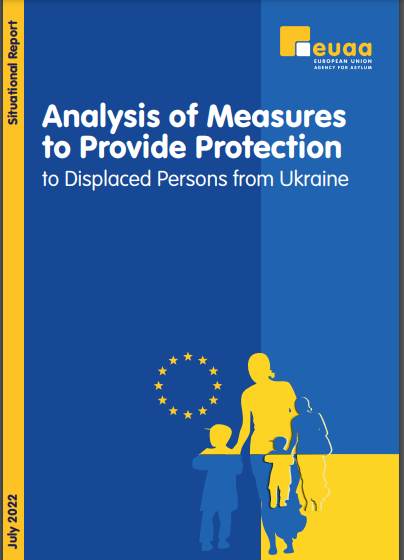 Situational Report
euaa
EUROPEAN UNION
AGENCY FOR ASYLUM
Analysis of Measures
to Provide Protection
to Displaced Persons from Ukraine
July 2022